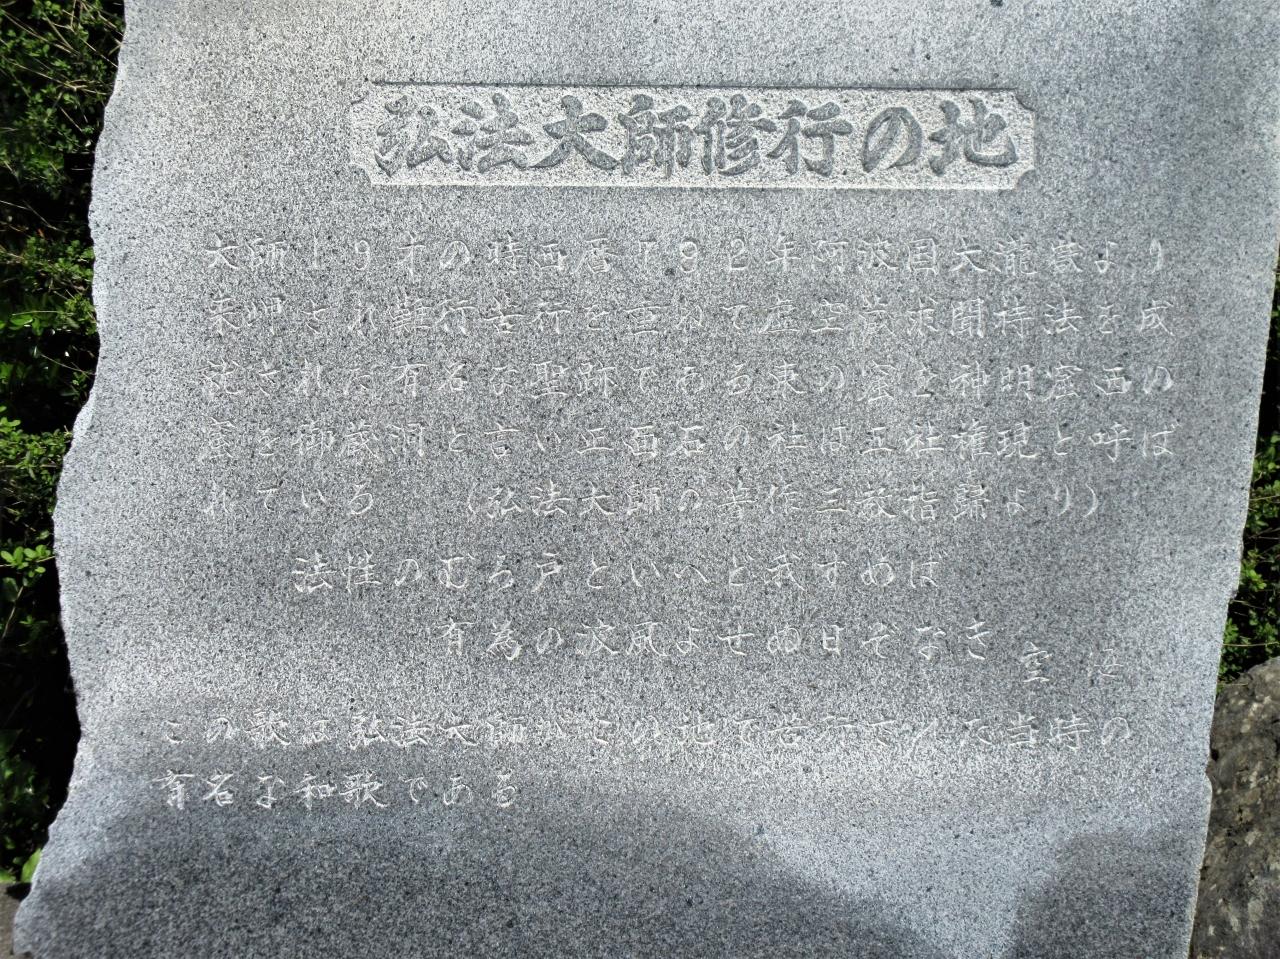 弘法大師修行の地
大師19才の時西暦792年阿波国大瀧嶽より
来岬され難行苦行を重ねて虚空蔵求聞持法を成
就された有名な聖跡である東の窟を神明窟西の
窟を御蔵洞と言い正面石の社は五社権現と呼ば
れている (弘法大師の著作三教指歸より)
法性のむろ戸といへど我すめば
有為の波風よせぬ日ぞなき 空海
この歌は弘法大師がこの地で苦行で た当時の
有名な和歌である